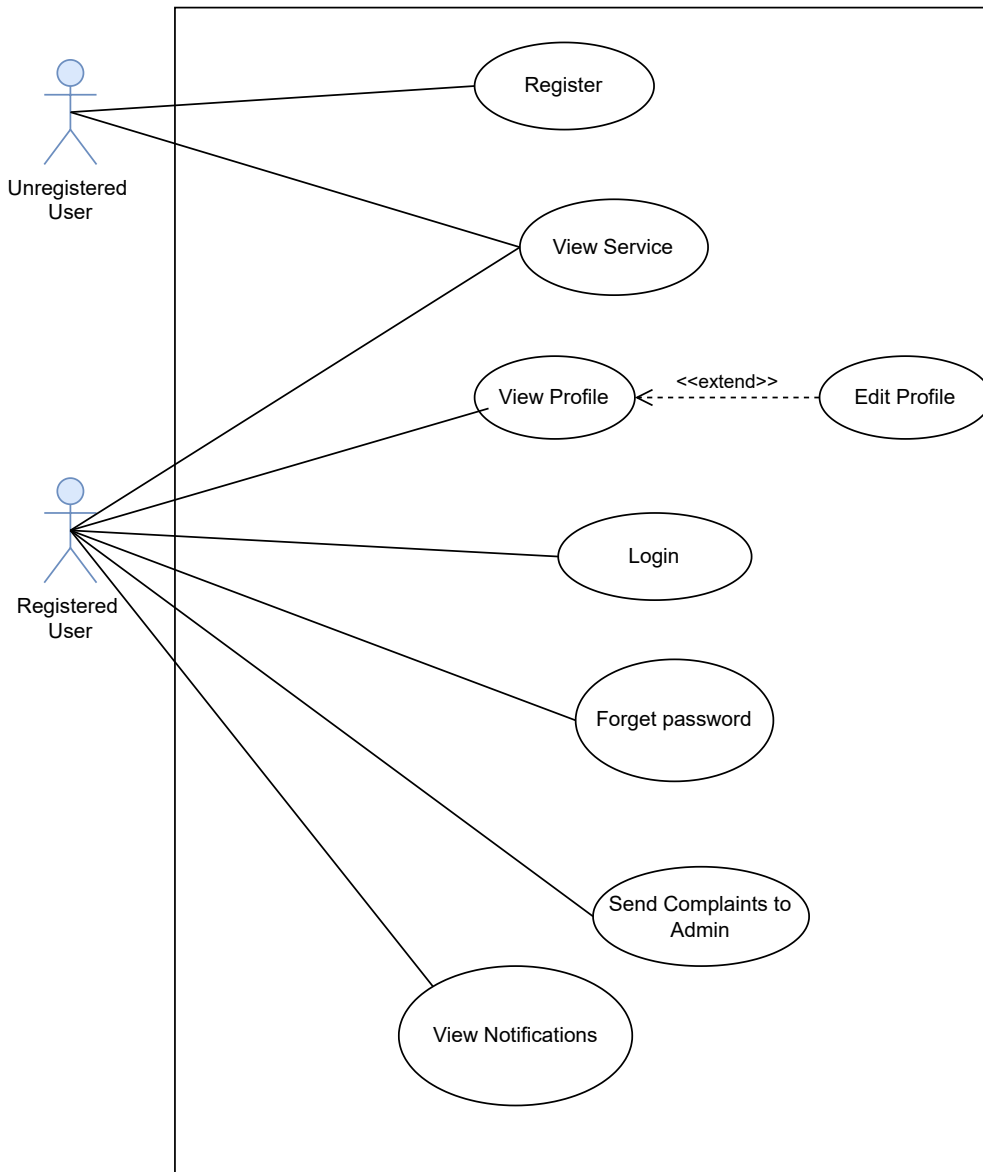 Register
Unregistered
User
View Service
<<extend>>
View Profile
Edit Profile
Login
Registered
User
Forget password
Send Complaints to
Admin
View Notifications